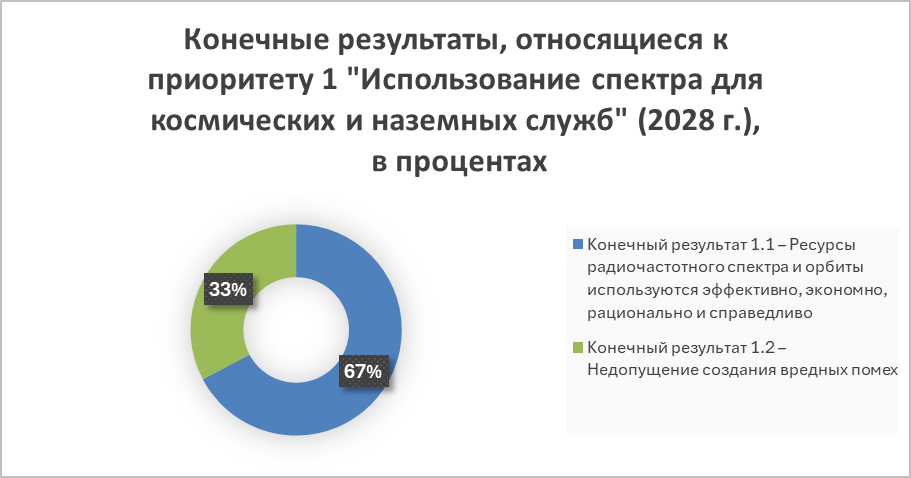 Конечные результаты, относящиеся к
приоритету 1 "Использование спектра для
космических и наземных служб" (2028 г.),
в процентах
33%
67%
Конечный результат 1.1 – Ресурсы
радиочастотного спектра и орбиты
используются эффективно, экономно,
рационально и справедливо
Конечный результат 1.2 –
Недопущение создания вредных помех